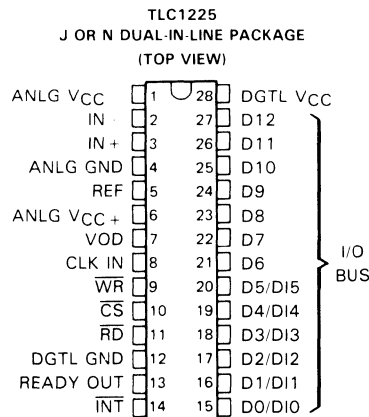 TLC1225
J OR N DUAL-IN-LINE PACKAGE
(TOP VIEW)
ANLG VCC 1 28 DGTL VCC
IN - 2 27 D12
IN + 3 26 D11
ANLG GND 4 25 D10
REF 5 24 D9
ANLG VCC + 6 23 D8
VOD 7 22 D7
CLK IN 8 21 D6
WR 9 20 D5/DI5
CS 10 19 D4/DI4
RD 11 18 D3/DI3
DGTL GND 12 17 D2/DI2
READY OUT 13 16 D1/DI1
INT 14 15 D0/DI0
I/O
BUS